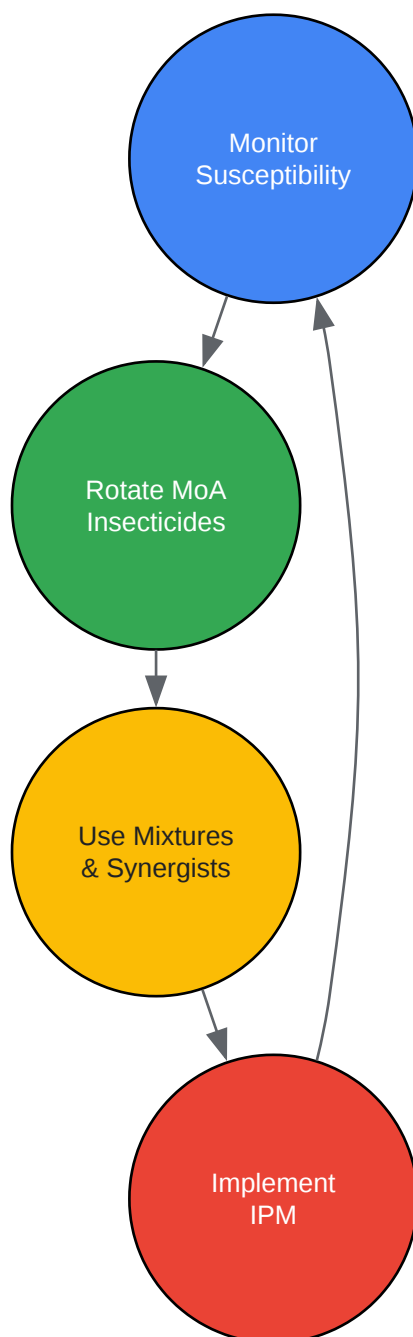 Monitor
Susceptibility
Rotate MoA
Insecticides
Use Mixtures
& Synergists
Implement
IPM